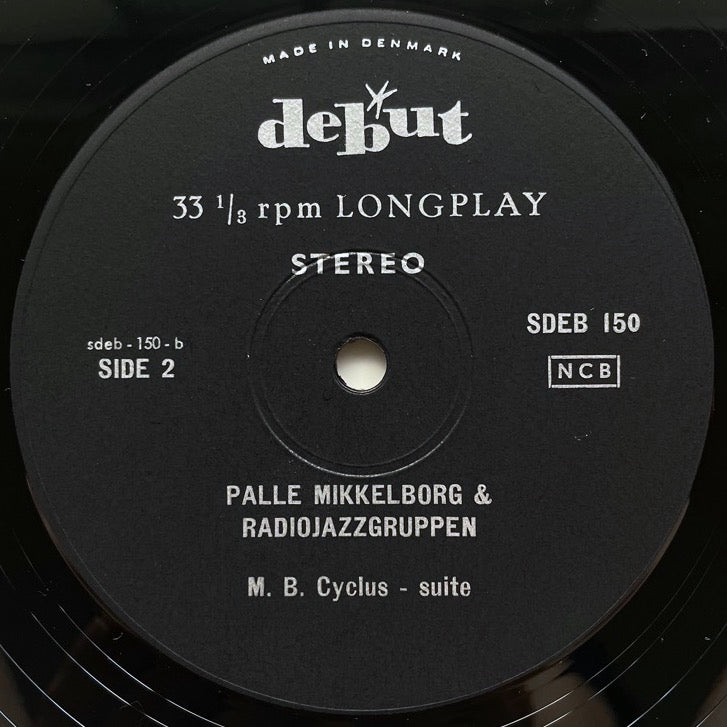 MADE IN DENMARK
debut
33 1/3 rpm LONGPLAY
STEREO
SDEB 150
sdeb - 150 - b
SIDE 2
NCB
PALLE MIKKELBORG &
RADIOJAZZGRUPPEN
M. B. Cyclus - suite